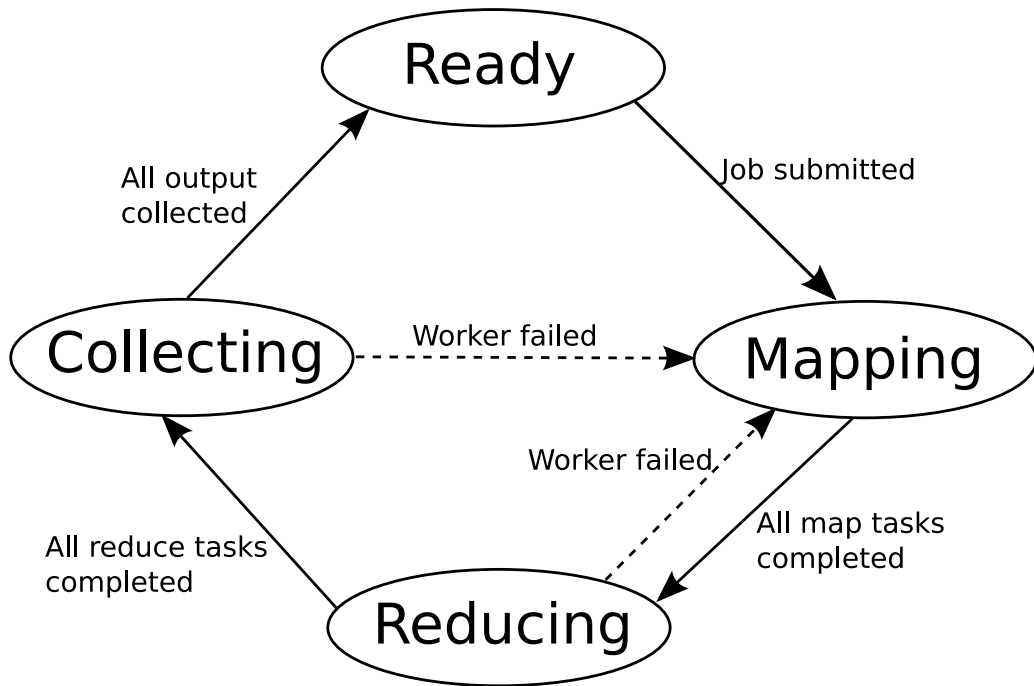 Ready
All output
collected
Job submitted
Collecting
Worker failed
Mapping
Worker failed
All reduce tasks
completed
All map tasks
completed
Reducing